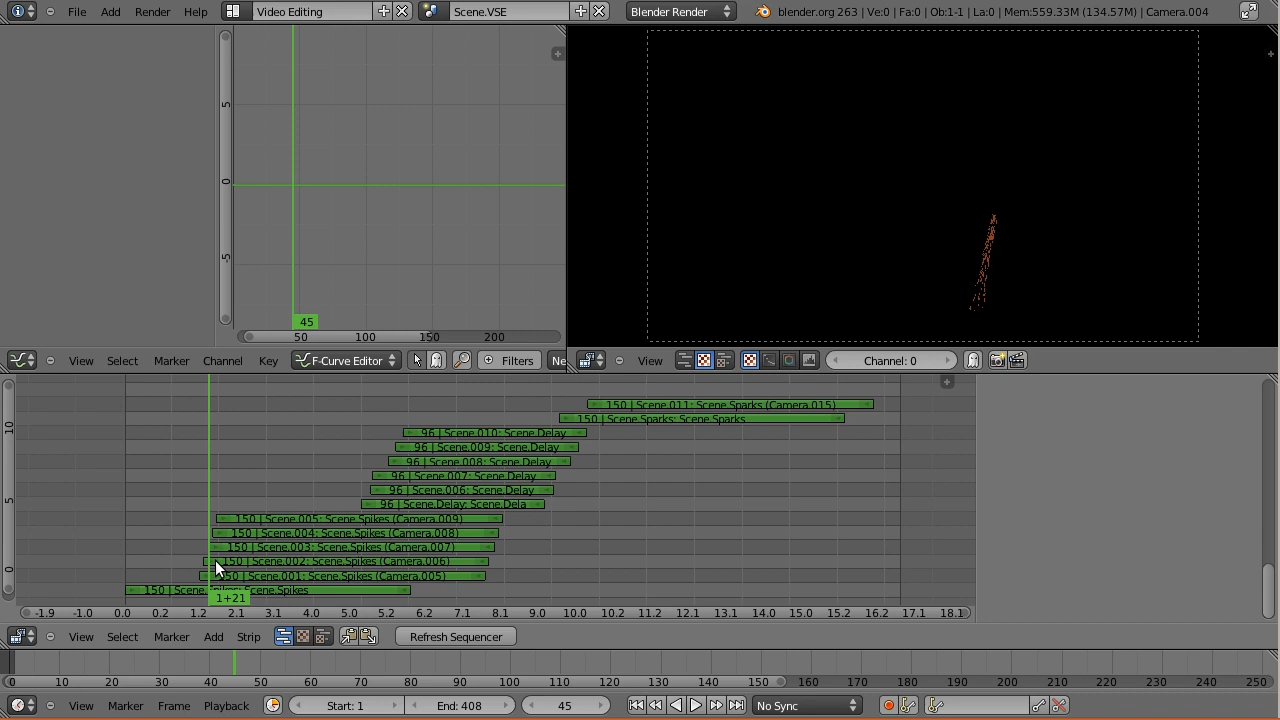 File Add Render Help Video Editing Scene.VSE Blender Render blender.org 263 | Ve:0 | Fa:0 | Ob:1-1 | La:0 | Mem:559.33M (134.57M) | Camera.004
5
0
-5
45
50 100 150 200
View Select Marker Channel Key F-Curve Editor Filters Ne
View Channel: 0
10
5
0
150 | Scene.011: Scene.Sparks (Camera.015)
150 | Scene.Sparks: Scene.Sparks
96 | Scene.010: Scene.Delay
96 | Scene.009: Scene.Delay
96 | Scene.008: Scene.Delay
96 | Scene.007: Scene.Delay
96 | Scene.006: Scene.Delay
96 | Scene.Delay: Scene.Dela
150 | Scene.005: Scene.Spikes (Camera.009)
150 | Scene.004: Scene.Spikes (Camera.008)
150 | Scene.003: Scene.Spikes (Camera.007)
150 | Scene.002: Scene.Spikes (Camera.006)
150 | Scene.001: Scene.Spikes (Camera.005)
150 | Scene.Spikes: Scene.Spikes
1+21
-1.9 -1.0 0.0 1.2 2.1 3.0 4.0 5.2 6.2 7.1 8.1 9.1 10.0 11.2 12.1 13.1 14.0 15.2 16.2 17.1 18.1
View Select Marker Add Strip Refresh Sequencer
0 10 20 30 40 50 60 70 80 90 100 110 120 130 140 150 160 170 180 190 200 210 220 230 240 250
View Marker Frame Playback Start: 1 End: 408 45 No Sync